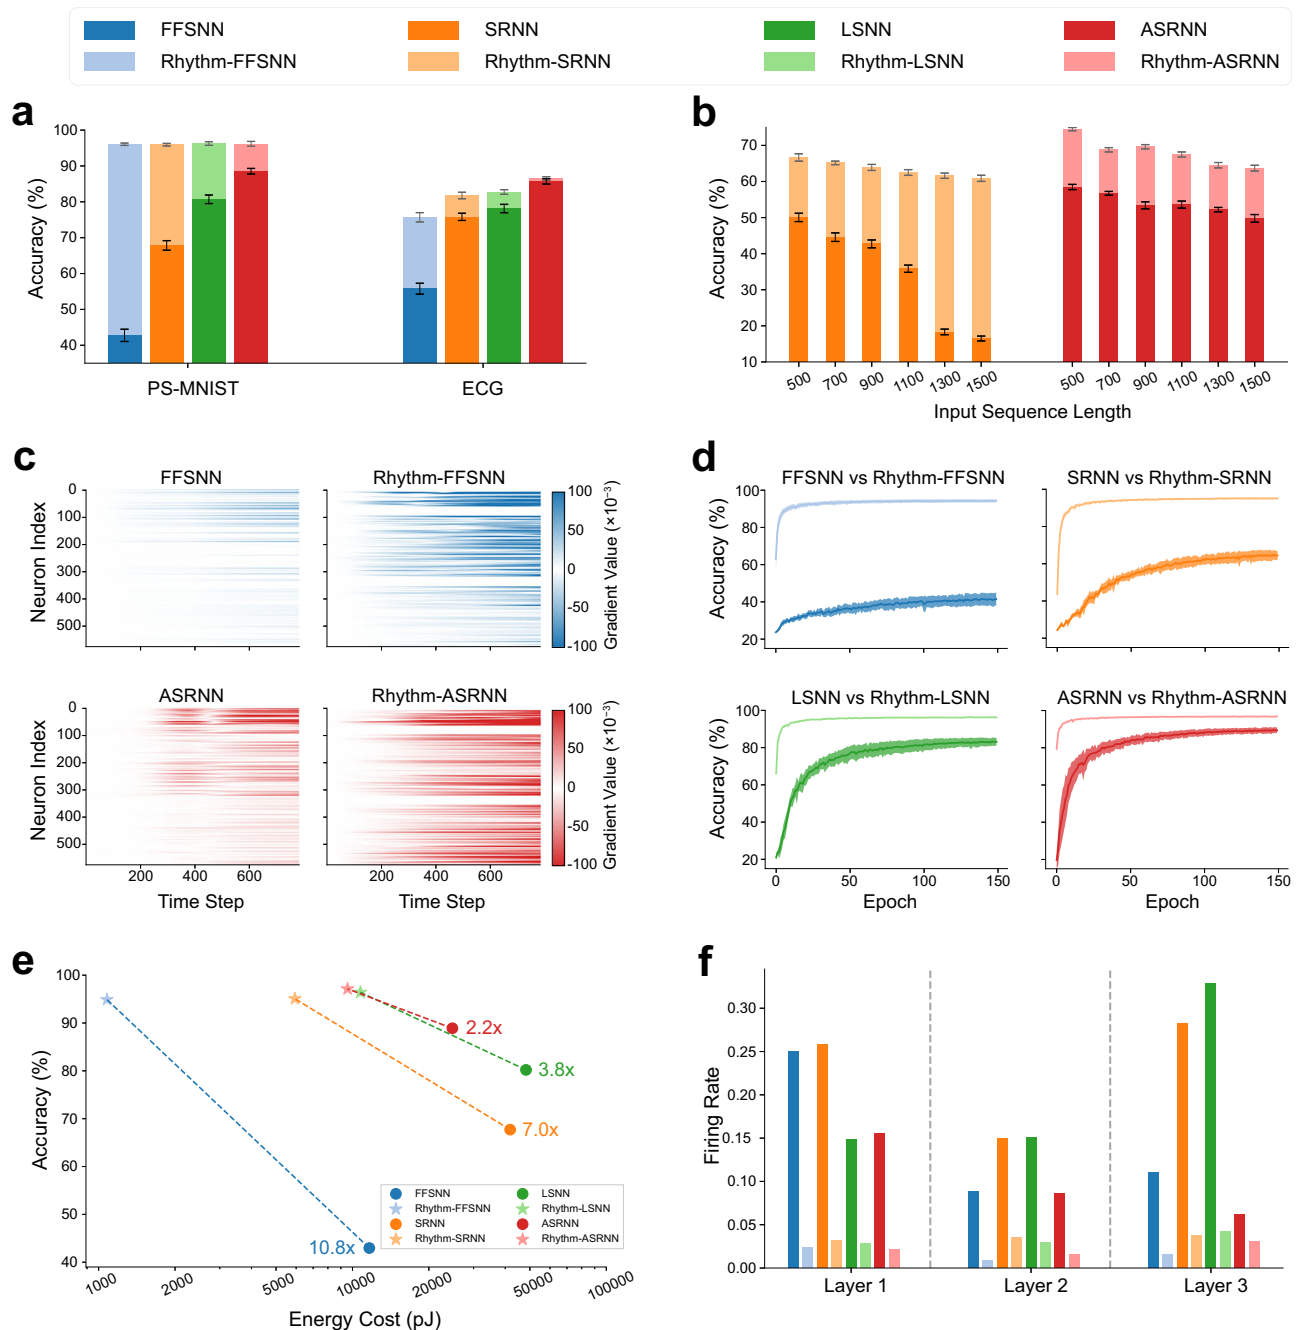 FFSNN
SRNN
LSNN
ASRNN
Rhythm-FFSNN
Rhythm-SRNN
Rhythm-LSNN
Rhythm-ASRNN
a
Accuracy (%)
100
90
80
70
60
50
40
PS-MNIST
ECG
b
Accuracy (%)
70
60
50
40
30
20
10
500
700
900
1100
1300
1500
500
700
900
1100
1300
1500
Input Sequence Length
c
FFSNN
Rhythm-FFSNN
Neuron Index
0
100
200
300
400
500
100
50
0
-50
-100
Gradient Value (×10⁻³)
ASRNN
Rhythm-ASRNN
Neuron Index
0
100
200
300
400
500
200
400
600
200
400
600
Time Step
Time Step
100
50
0
-50
-100
Gradient Value (×10⁻³)
d
FFSNN vs Rhythm-FFSNN
SRNN vs Rhythm-SRNN
Accuracy (%)
100
80
60
40
20
LSNN vs Rhythm-LSNN
ASRNN vs Rhythm-ASRNN
Accuracy (%)
100
80
60
40
20
0
50
100
150
0
50
100
150
Epoch
Epoch
e
Accuracy (%)
100
90
80
70
60
50
40
2.2x
3.8x
7.0x
10.8x
FFSNN
Rhythm-FFSNN
SRNN
Rhythm-SRNN
LSNN
Rhythm-LSNN
ASRNN
Rhythm-ASRNN
1000
2000
5000
10000
20000
50000
100000
Energy Cost (pJ)
f
Firing Rate
0.30
0.25
0.20
0.15
0.10
0.05
0.00
Layer 1
Layer 2
Layer 3